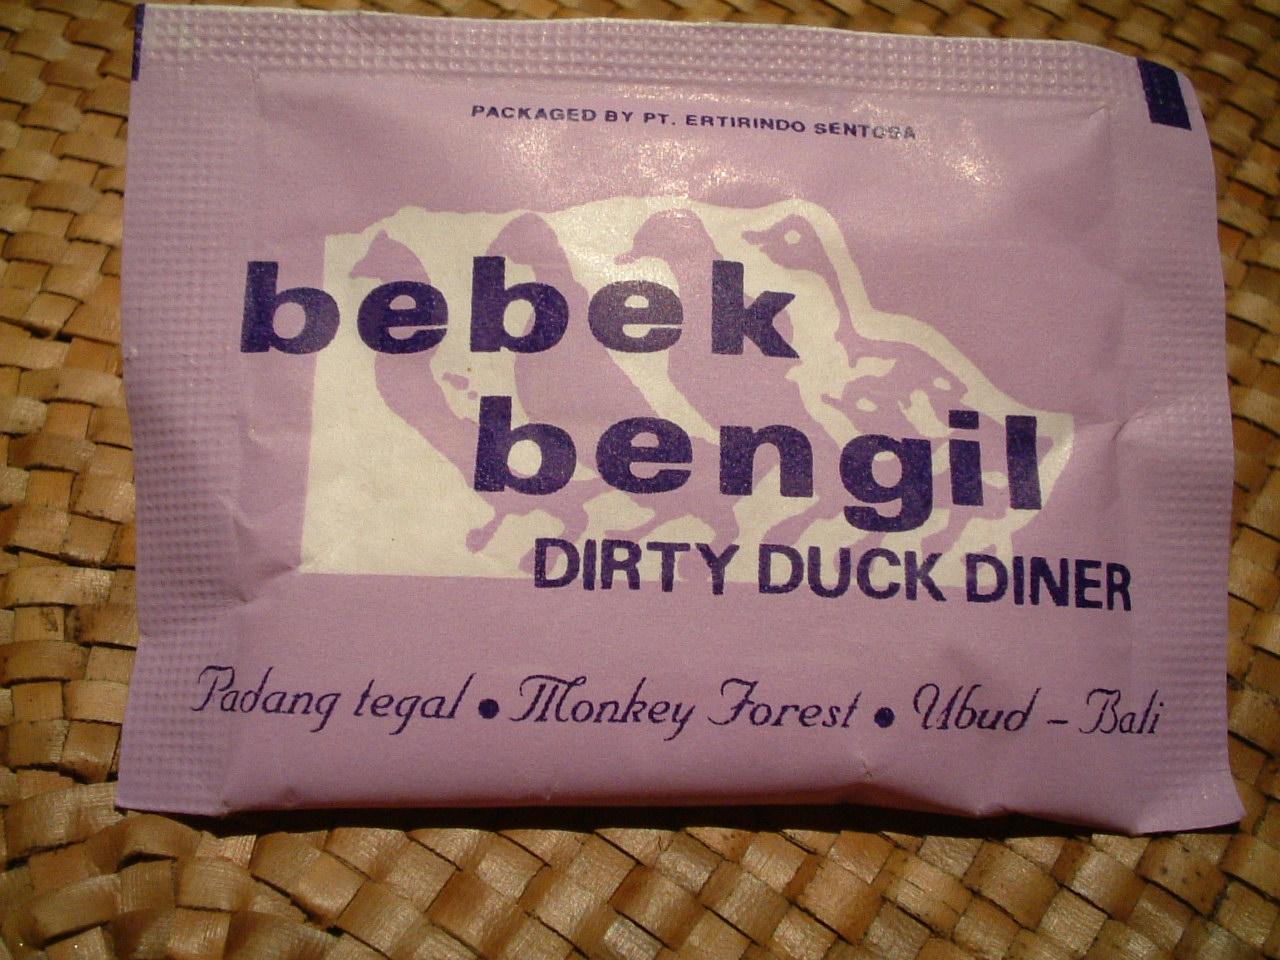 PACKAGED BY PT. ERTIRINDO SENTOSA
bebek
bengil
DIRTY DUCK DINER
Padang tegal • Monkey Forest • Ubud – Bali